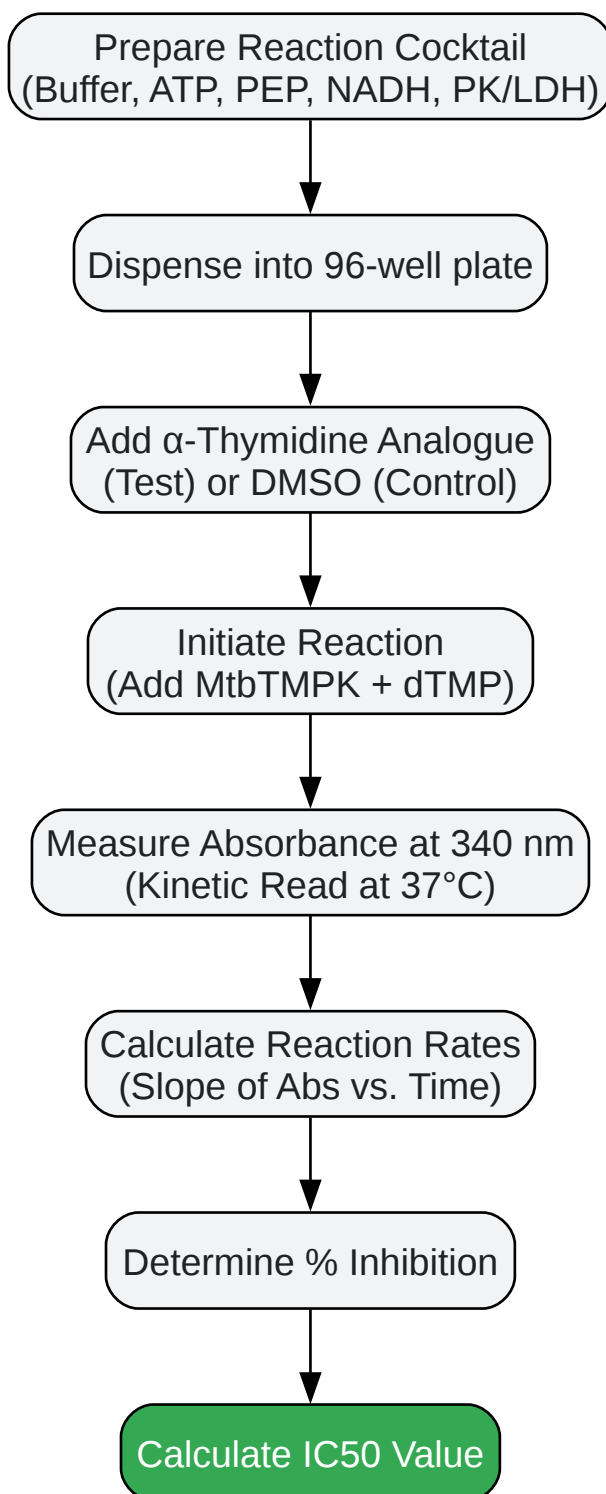 Prepare Reaction Cocktail
(Buffer, ATP, PEP, NADH, PK/LDH)
Dispense into 96-well plate
Add α-Thymidine Analogue
(Test) or DMSO (Control)
Initiate Reaction
(Add MtbTMPK + dTMP)
Measure Absorbance at 340 nm
(Kinetic Read at 37°C)
Calculate Reaction Rates
(Slope of Abs vs. Time)
Determine % Inhibition
Calculate IC50 Value